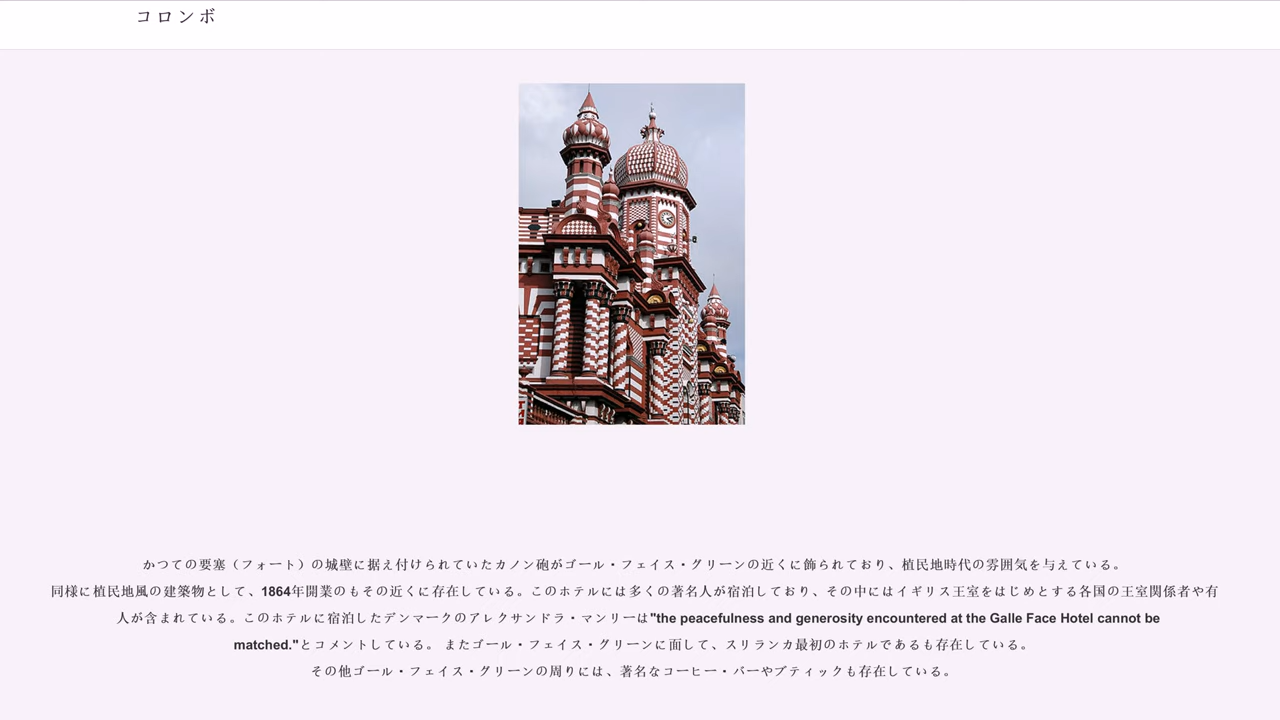 コロンボ
かつての要塞（フォート）の城壁に据え付けられていたカノン砲がゴール・フェイス・グリーンの近くに飾られており、植民地時代の雰囲気を与えている。
同様に植民地風の建築物として、1864年開業のもその近くに存在している。このホテルには多くの著名人が宿泊しており、その中にはイギリス王室をはじめとする各国の王室関係者や有
人が含まれている。このホテルに宿泊したデンマークのアレクサンドラ・マンリーは"the peacefulness and generosity encountered at the Galle Face Hotel cannot be
matched."とコメントしている。 またゴール・フェイス・グリーンに面して、スリランカ最初のホテルであるも存在している。
その他ゴール・フェイス・グリーンの周りには、著名なコーヒー・バーやブティックも存在している。